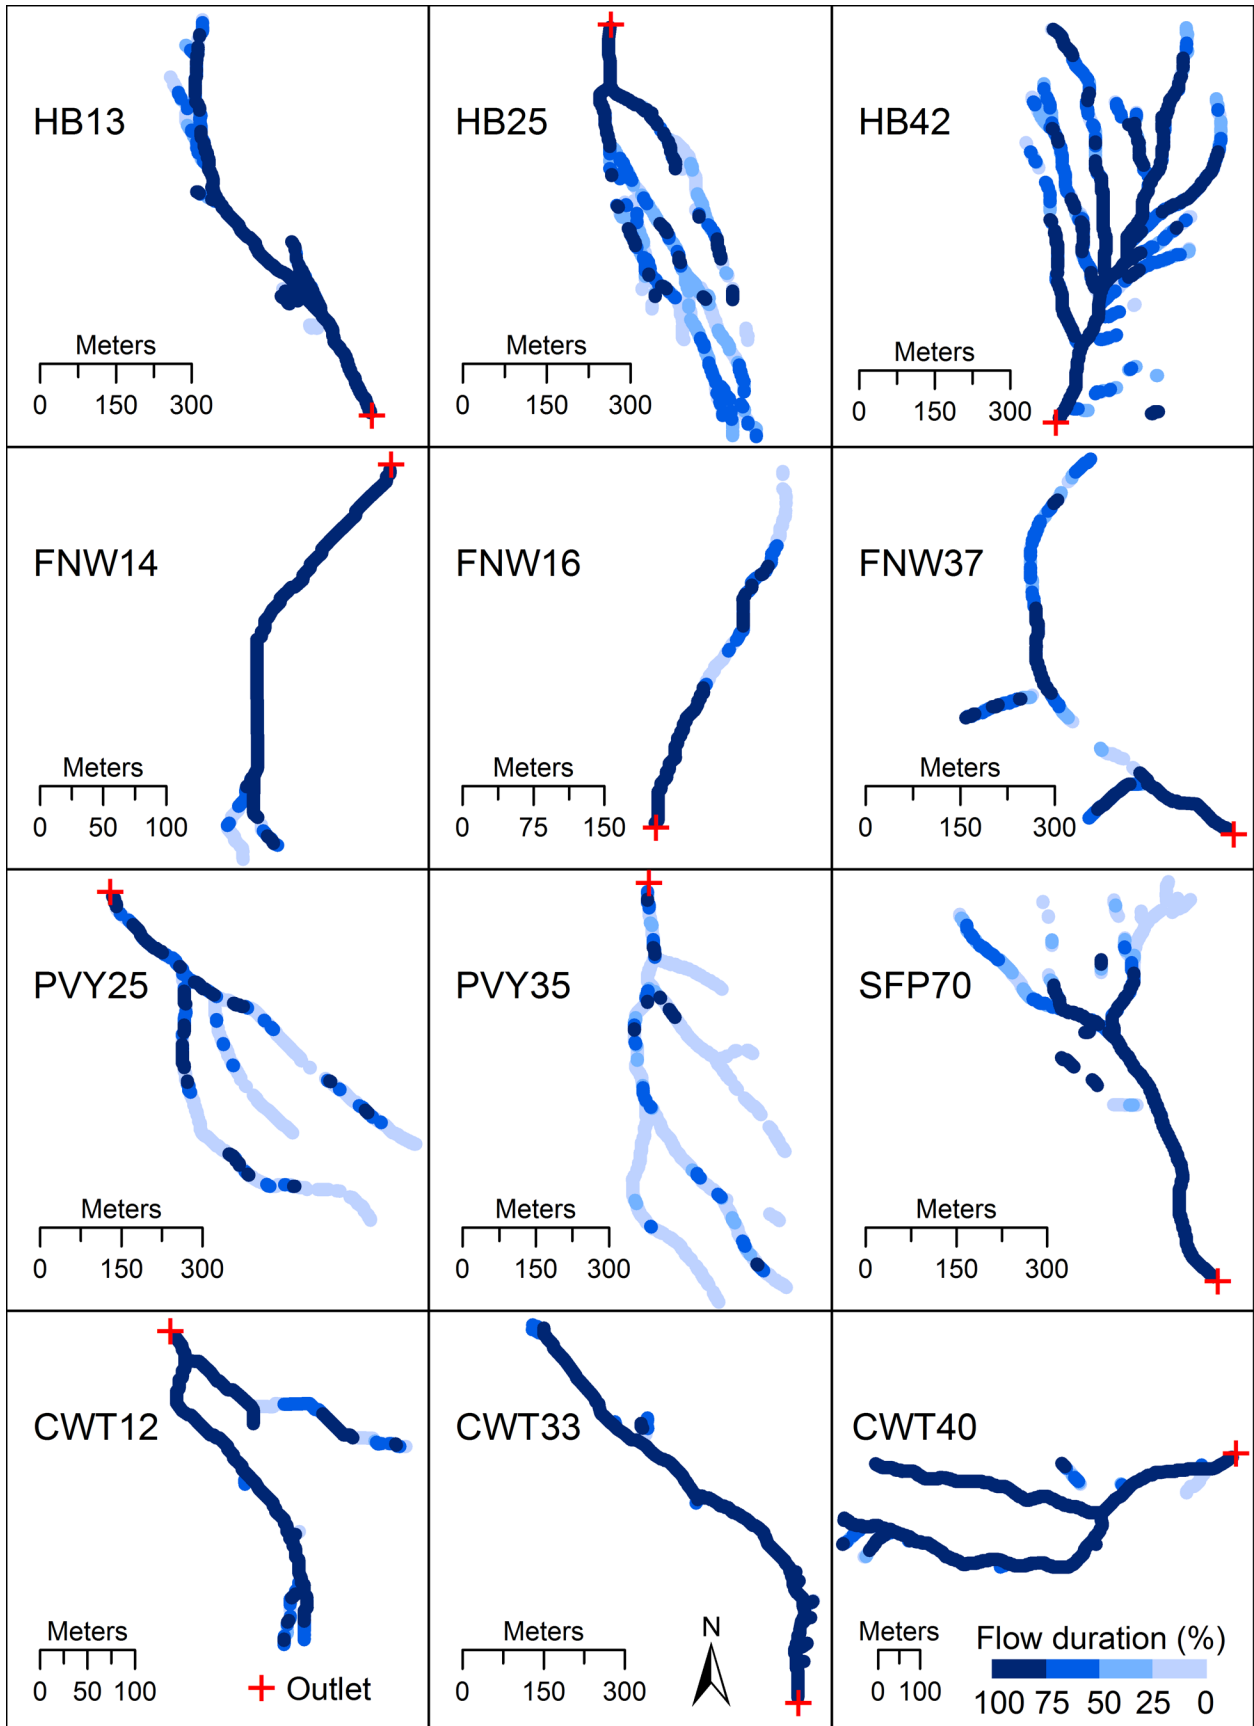 HB13
Meters
0 150 300
HB25
Meters
0 150 300
HB42
Meters
0 150 300
FNW14
Meters
0 50 100
FNW16
Meters
0 75 150
FNW37
Meters
0 150 300
PVY25
Meters
0 150 300
PVY35
Meters
0 150 300
SFP70
Meters
0 150 300
CWT12
Meters
0 50 100
Outlet
CWT33
Meters
0 150 300
N
CWT40
Meters
0 100
Flow duration (%)
100 75 50 25 0